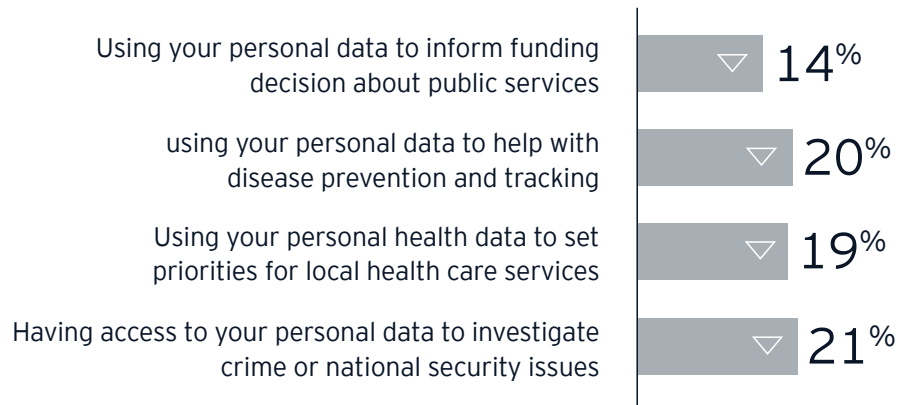 Using your personal data to inform funding
decision about public services
14%
using your personal data to help with
disease prevention and tracking
20%
Using your personal health data to set
priorities for local health care services
19%
Having access to your personal data to investigate
crime or national security issues
21%